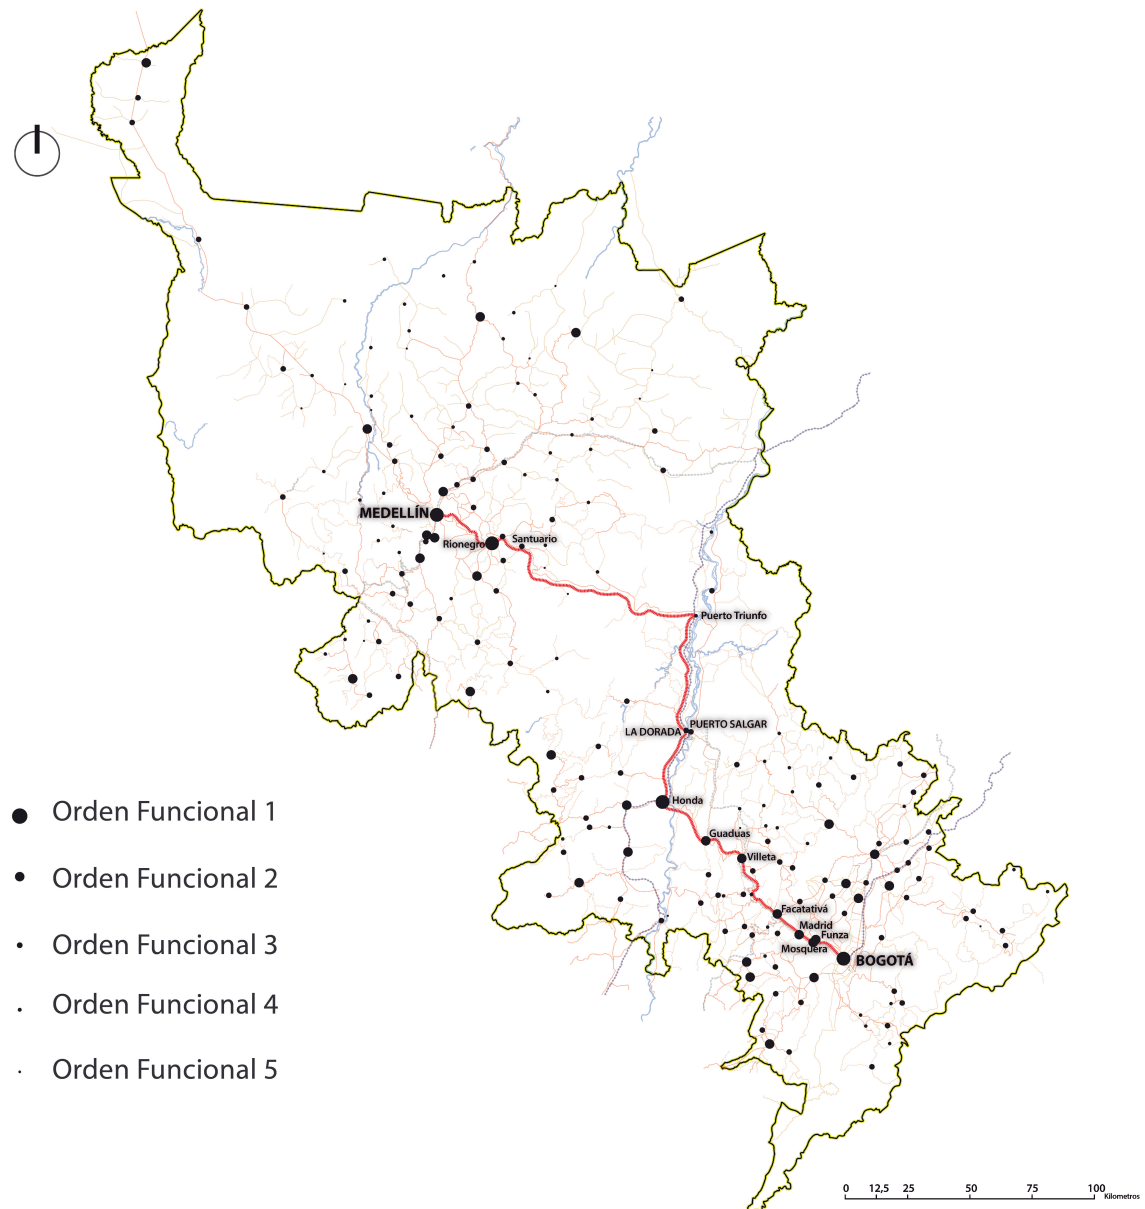 MEDELLÍN
Rionegro
Santuario
Puerto Triunfo
PUERTO SALGAR
LA DORADA
Honda
Guaduas
Villeta
Facatativá
Madrid
Funza
Mosquera
BOGOTÁ
Orden Funcional 1
Orden Funcional 2
Orden Funcional 3
Orden Funcional 4
Orden Funcional 5
0 12,5 25 50 75 100
Kilometros